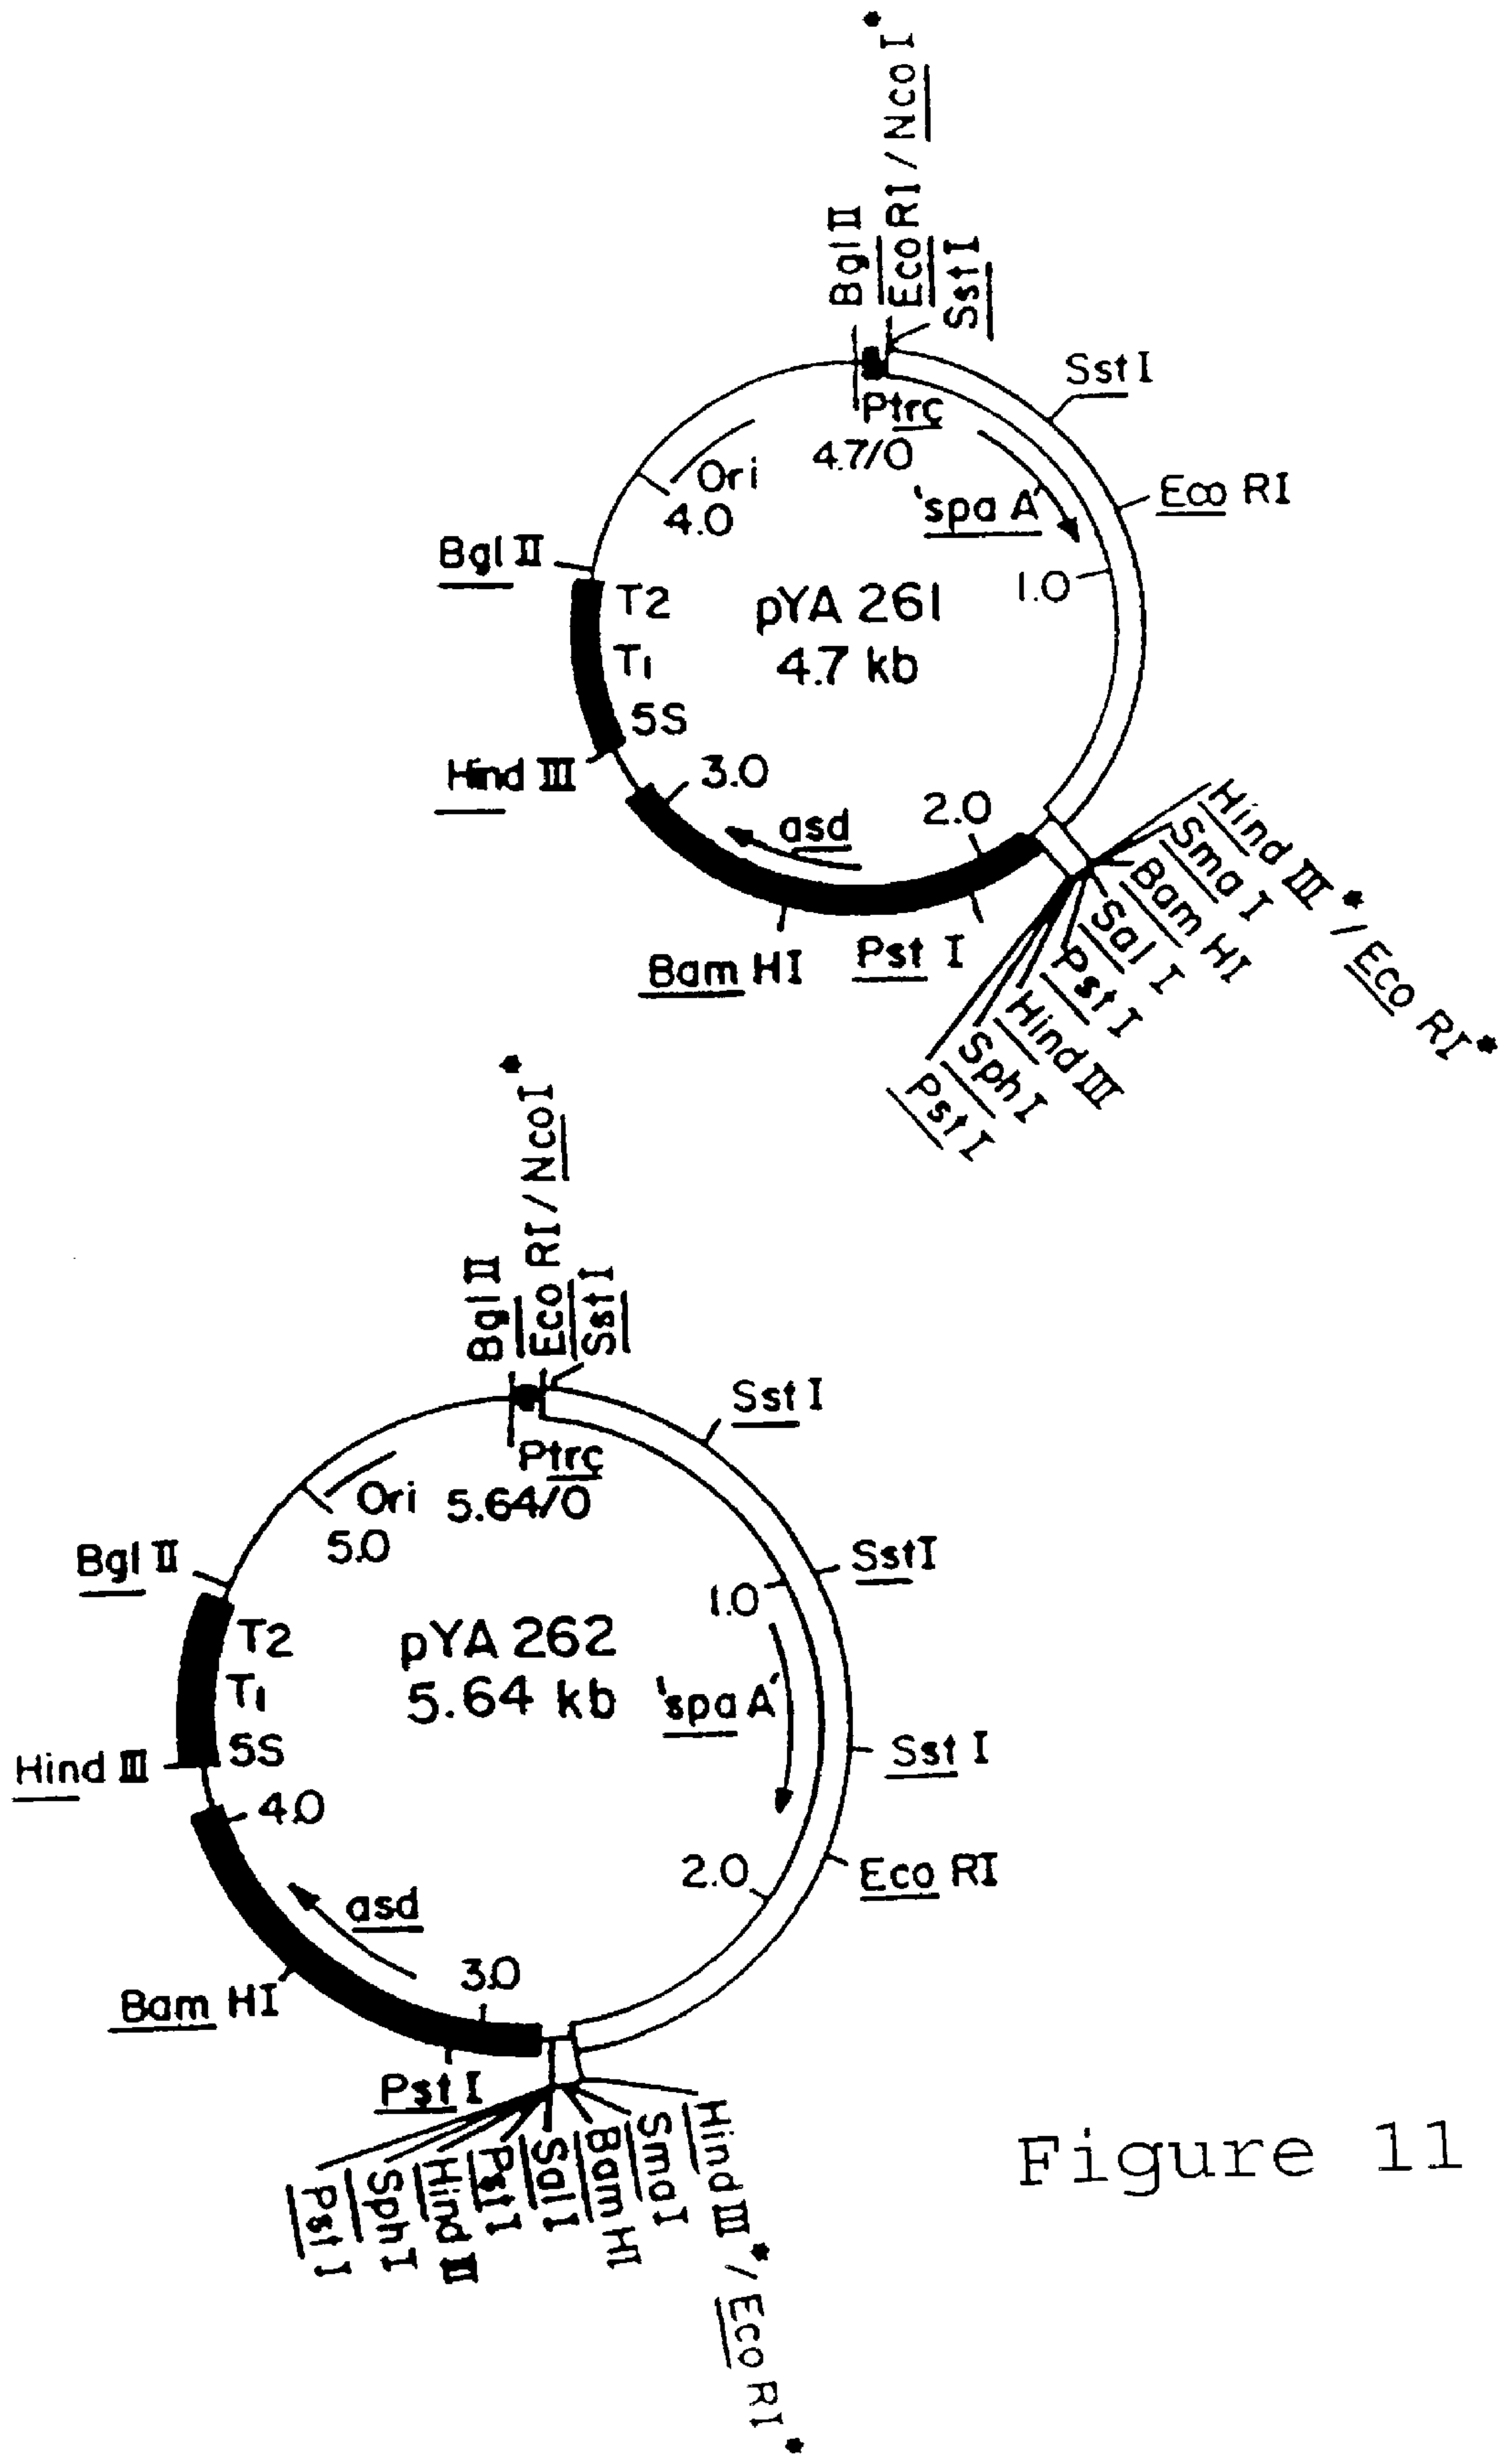 Bgl II
Eco RI / Nco I *
Sst I
Sst I
Eco RI
Ptrc
4.7/0
Ori
4.0
'spa A'
1.0
Bgl II
T2
T1
5S
pYA 261
4.7 kb
Hind III
3.0
asd
2.0
Bam HI
Pst I
Hind III * / Eco RI *
Sma I
Bam HI
Sal I
Pst I
Hind III
Sph I
Pst I
Bgl II
Eco RI / Nco I *
Sst I
Sst I
Sst I
Sst I
Eco RI
Ptrc
5.64/0
Ori
5.0
1.0
Bgl II
T2
T1
5S
pYA 262
5.64 kb
'spa A'
Hind III
4.0
2.0
asd
3.0
Bam HI
Pst I
Pst I
Sph I
Hind III
Pst I
Sal I
Bam HI
Sma I
Hind III * / Eco RI *
Figure 11